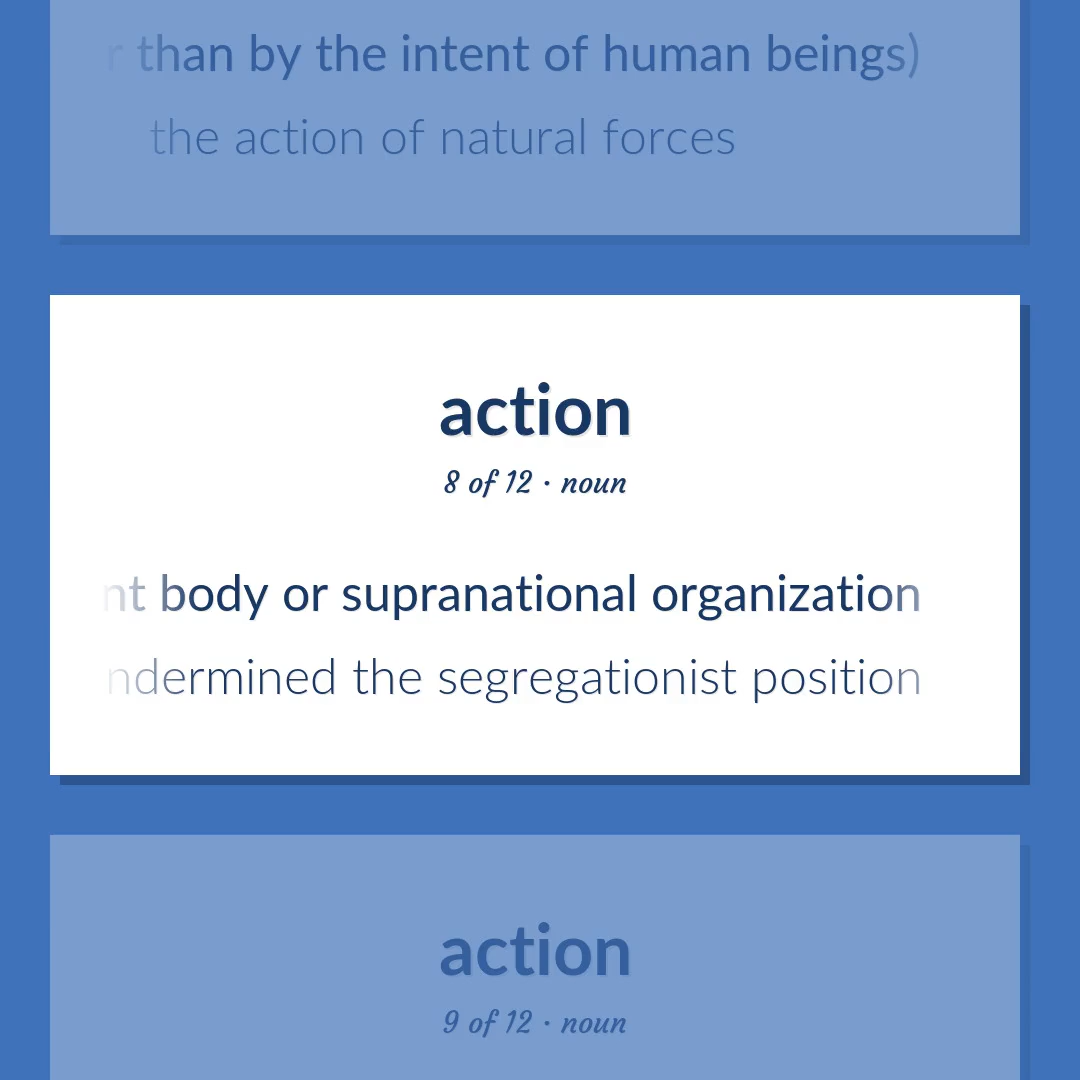 than by the intent of human beings)
the action of natural forces
action
8 of 12 · noun
body or supranational organization
the segregationist position
action
9 of 12 · noun